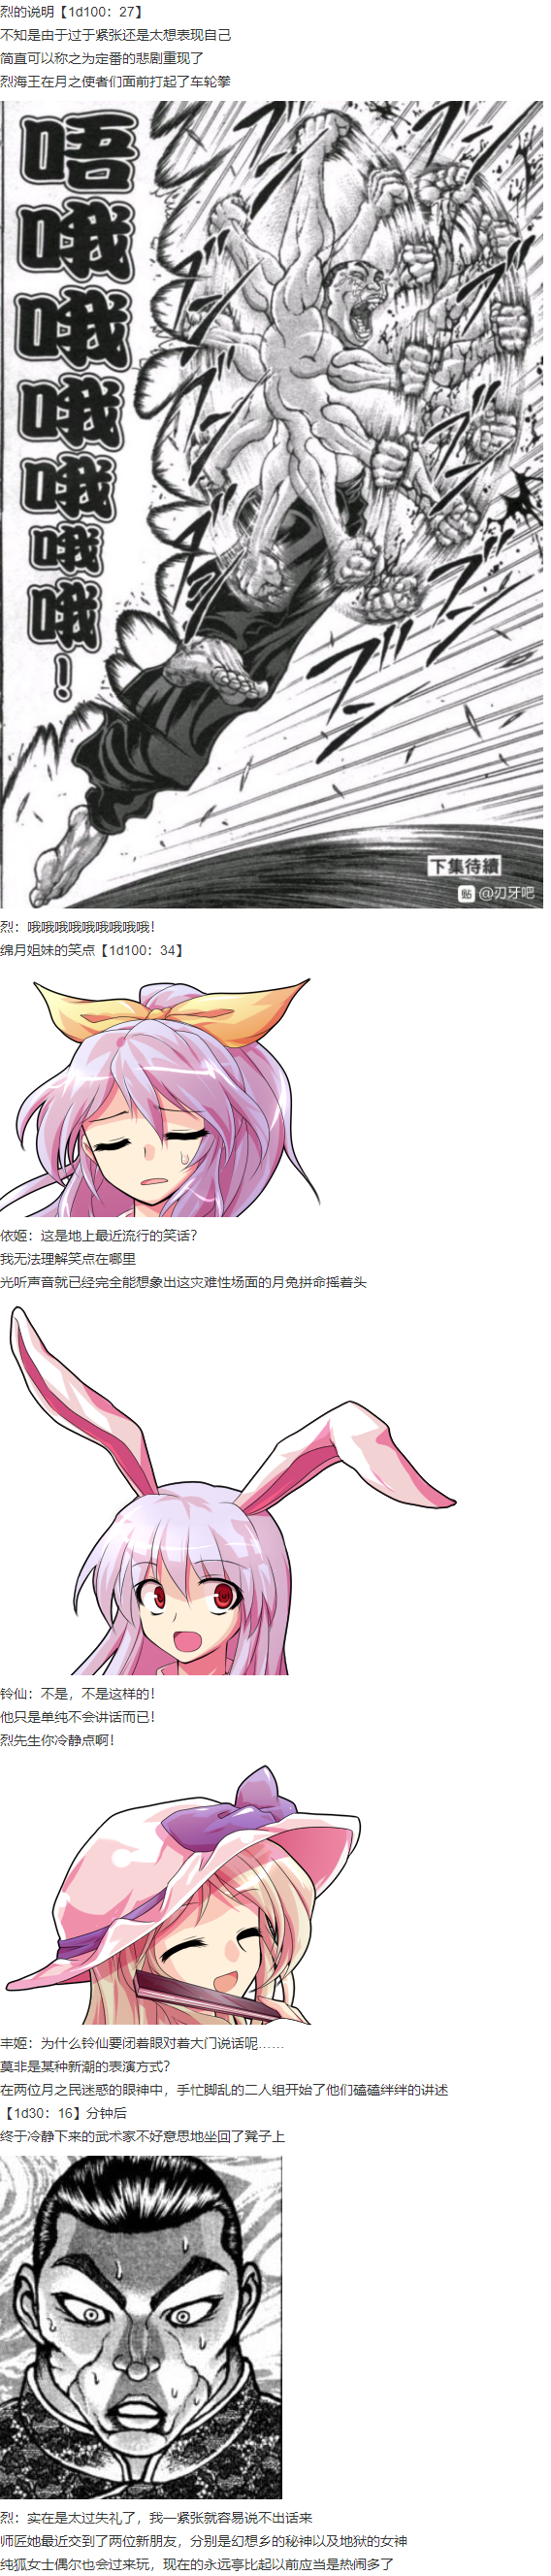 烈的说明【1d100：27】
不知是由于过于紧张还是太想表现自己
简直可以称之为定番的悲剧重现了
烈海王在月之使者们面前打起了车轮拳
唔哦哦哦哦哦哦！
下集待續
贴 @刃牙吧
烈：哦哦哦哦哦哦哦哦哦！
绵月姐妹的笑点【1d100：34】
依姬：这是地上最近流行的笑话？
我无法理解笑点在哪里
光听声音就已经完全能想象出这灾难性场面的月兔拼命摇着头
铃仙：不是，不是这样的！
他只是单纯不会讲话而已！
烈先生你冷静点啊！
丰姬：为什么铃仙要闭着眼对着大门说话呢……
莫非是某种新潮的表演方式？
在两位月之民迷惑的眼神中，手忙脚乱的二人组开始了他们磕磕绊绊的讲述
【1d30：16】分钟后
终于冷静下来的武术家不好意思地坐回了凳子上
烈：实在是太过失礼了，我一紧张就容易说不出话来
师匠她最近交到了两位新朋友，分别是幻想乡的秘神以及地狱的女神
纯狐女士偶尔也会过来玩，现在的永远亭比起以前应当是热闹多了